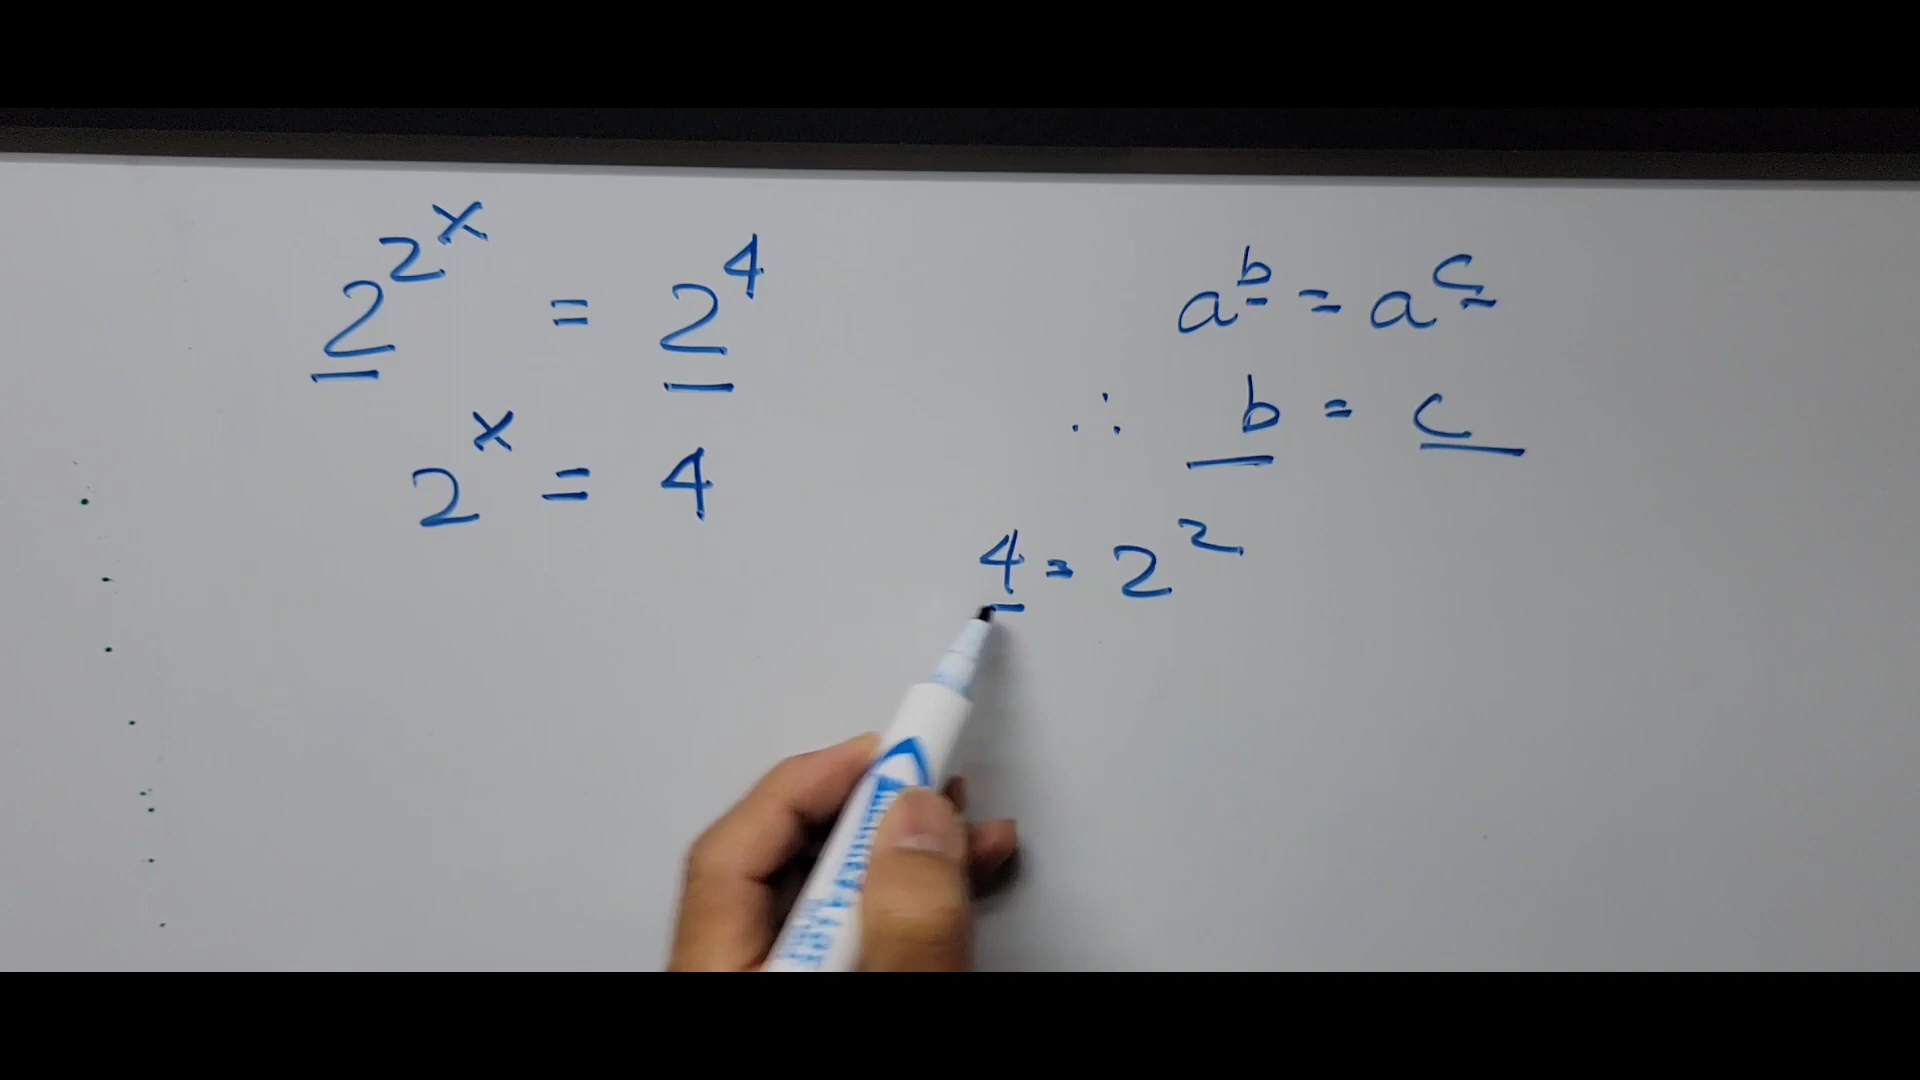 2^{2^x} = 2^4
2^x = 4
a^b = a^c
∴ b = c
4 = 2^2